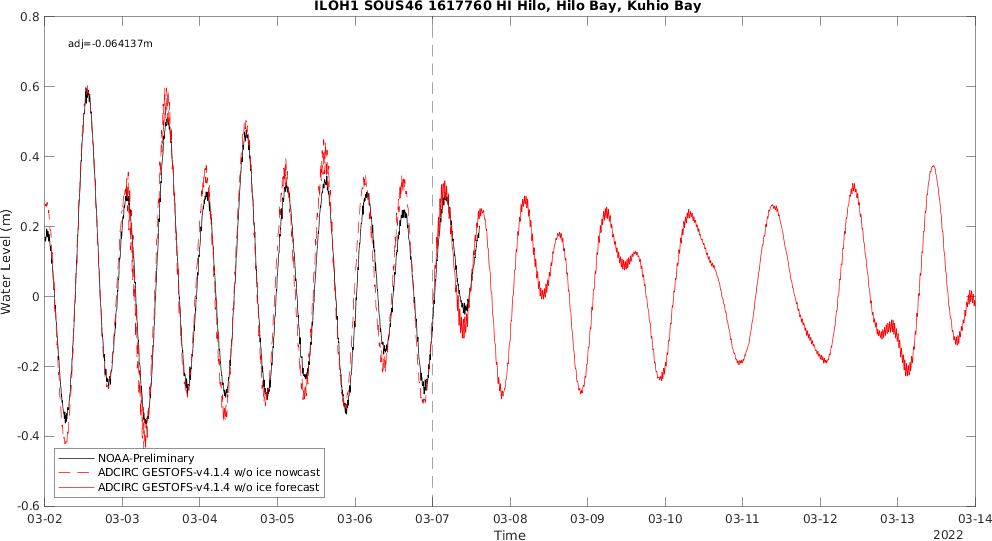 ILOH1 SOUS46 1617760 HI Hilo, Hilo Bay, Kuhio Bay
0.8
adj=-0.064137m
0.6
0.4
0.2
0
-0.2
-0.4
-0.6
Water Level (m)
NOAA-Preliminary
ADCIRC GESTOFS-v4.1.4 w/o ice nowcast
ADCIRC GESTOFS-v4.1.4 w/o ice forecast
03-02 03-03 03-04 03-05 03-06 03-07 03-08 03-09 03-10 03-11 03-12 03-13 03-14
Time
2022